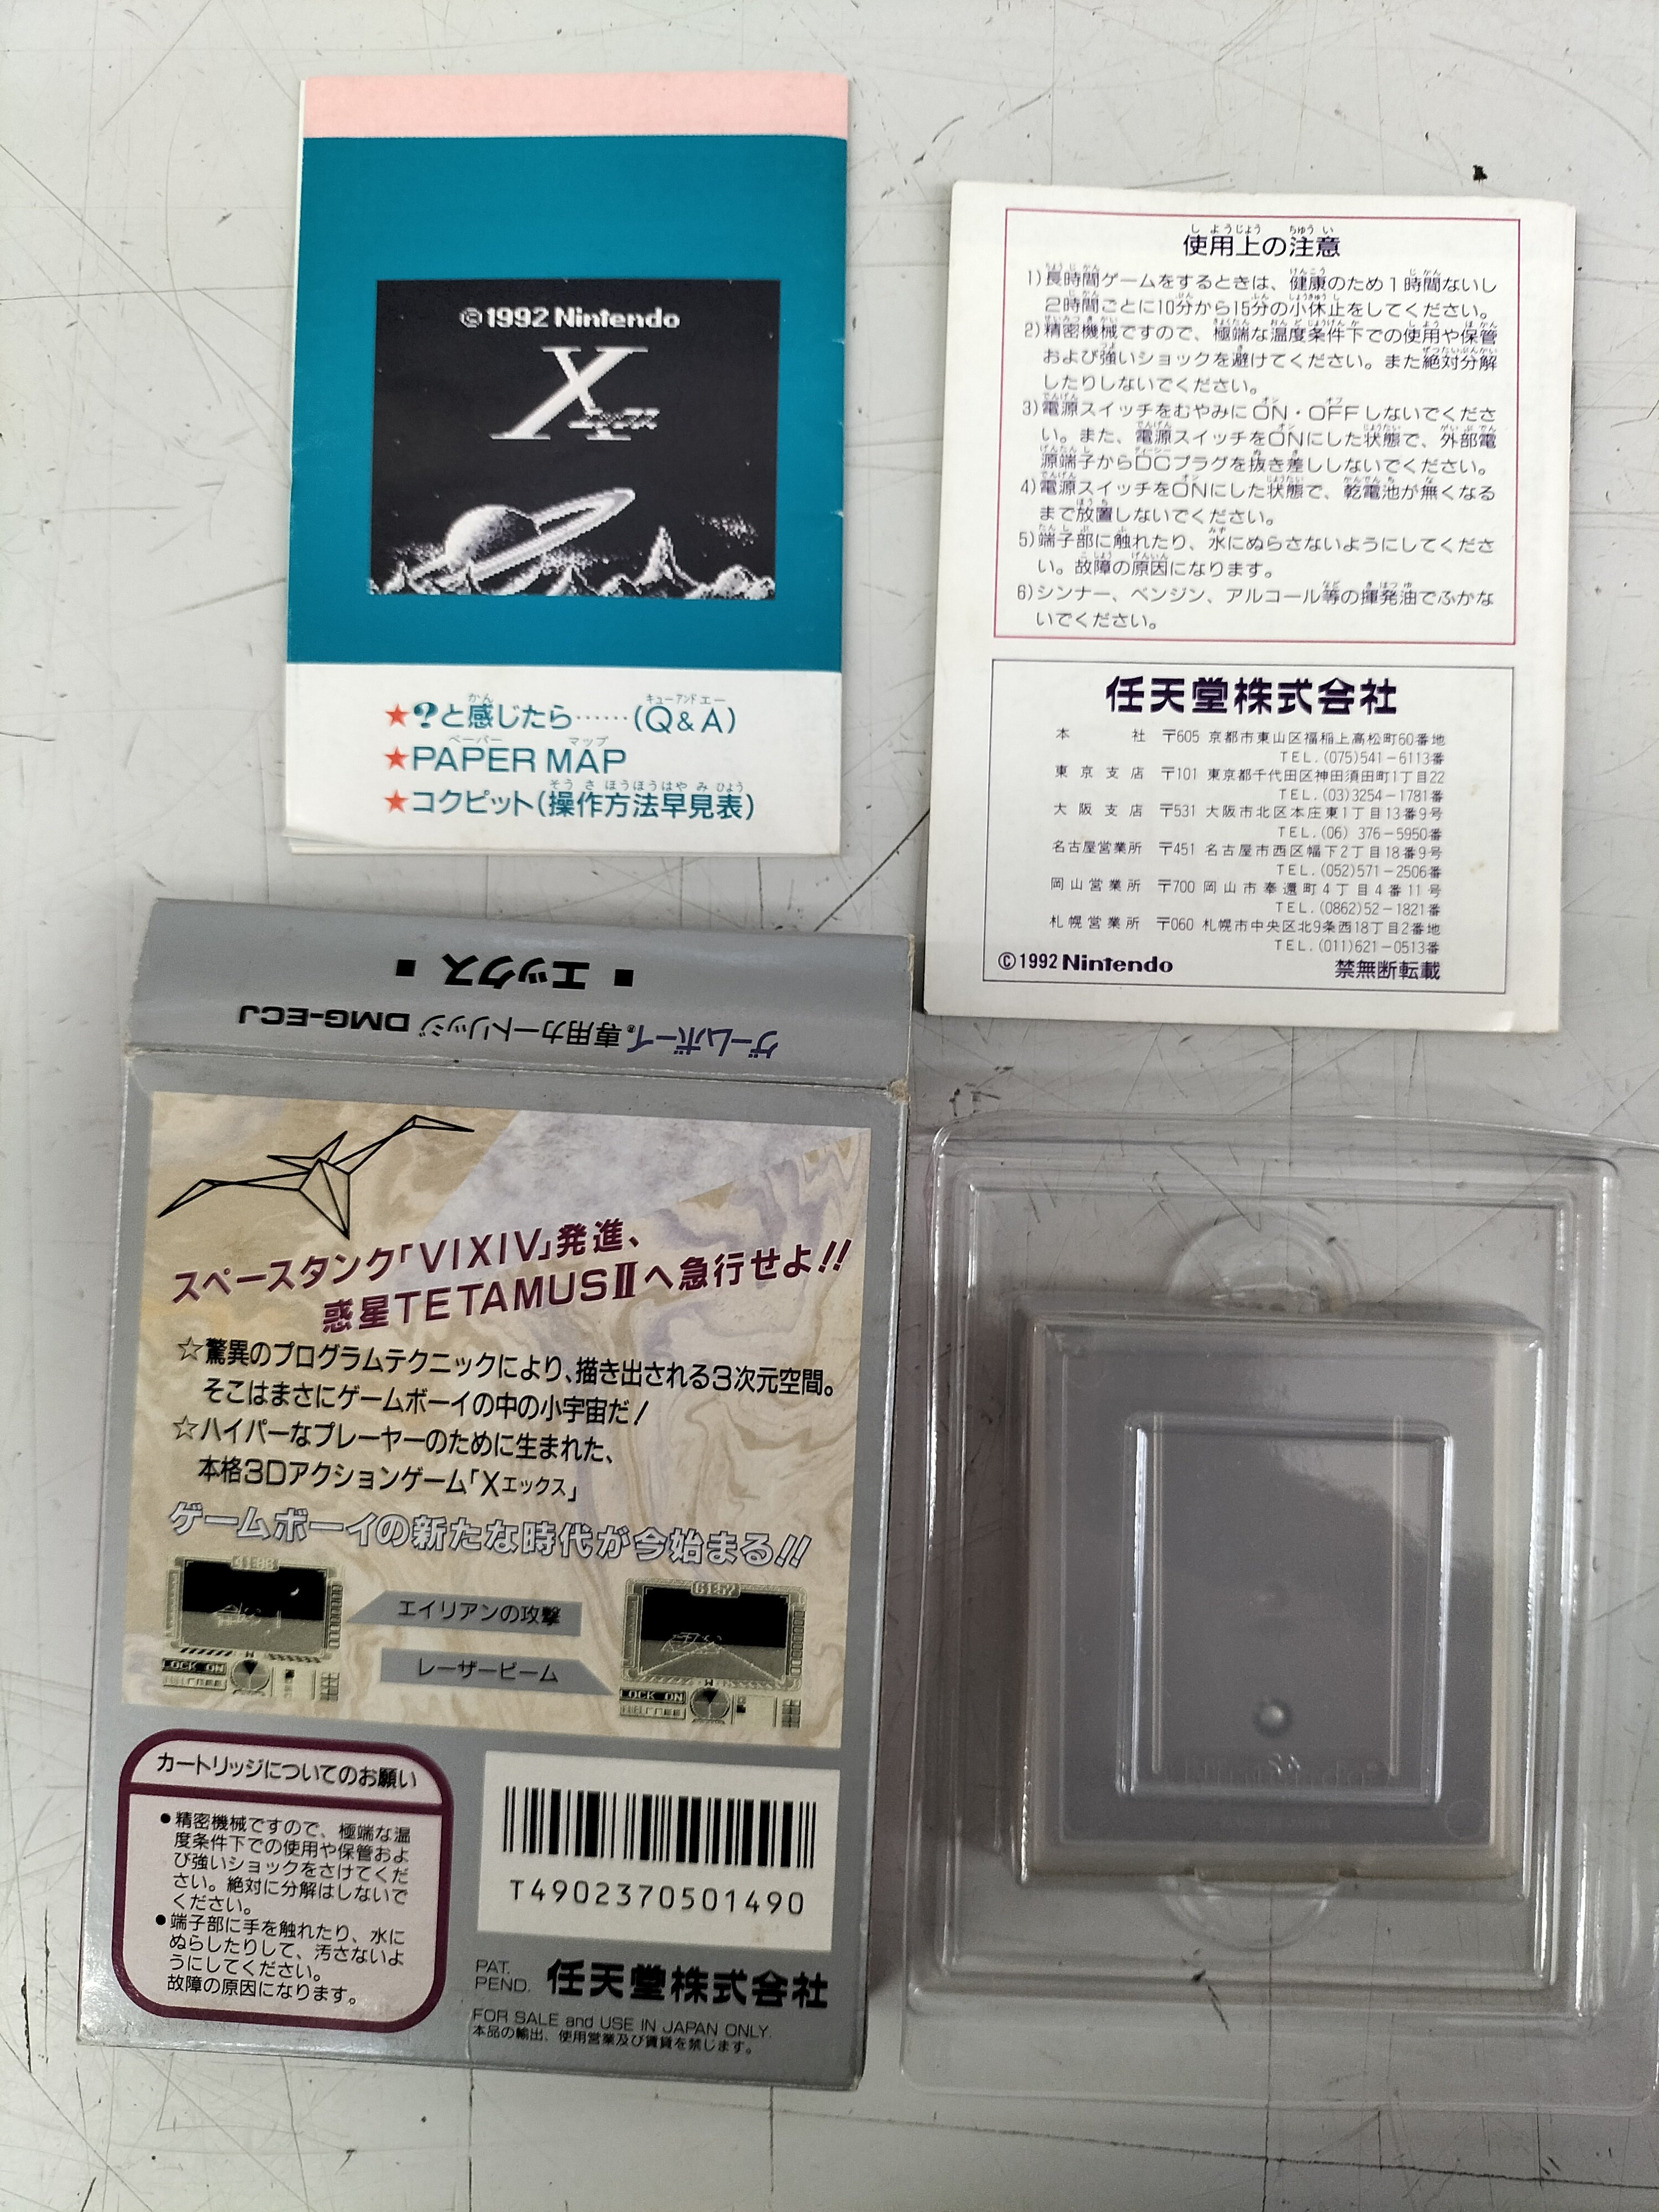 ©1992 Nintendo
X
エックス
★?と感じたら……(Q&A)
★PAPER MAP
★コクピット(操作方法早見表)
使用上の注意
1)長時間ゲームをするときは、健康のため1時間ないし
2時間ごとに10分から15分の小休止をしてください。
2)精密機械ですので、極端な温度条件下での使用や保管
および強いショックを避けてください。また絶対分解
したりしないでください。
3)電源スイッチをむやみにON・OFFしないでくださ
い。また、電源スイッチをONにした状態で、外部電
源端子からDCプラグを抜き差ししないでください。
4)電源スイッチをONにした状態で、乾電池が無くなる
まで放置しないでください。
5)端子部に触れたり、水にぬらさないようにしてくださ
い。故障の原因になります。
6)シンナー、ベンジン、アルコール等の揮発油でふかな
いでください。
任天堂株式会社
本社 〒605 京都市東山区福稲上高松町60番地
TEL.(075)541-6113番
東京支店 〒101 東京都千代田区神田須田町1丁目22
TEL.(03)3254-1781番
大阪支店 〒531 大阪市北区本庄東1丁目13番9号
TEL.(06) 376-5950番
名古屋営業所 〒451 名古屋市西区幅下2丁目18番9号
TEL.(052)571-2506番
岡山営業所 〒700 岡山市奉還町4丁目4番11号
TEL.(0862)52-1821番
札幌営業所 〒060 札幌市中央区北9条西18丁目2番地
TEL.(011)621-0513番
©1992 Nintendo 禁無断転載
ゲームボーイ®専用カートリッジ DMG-ECJ
■ エックス ■
スペースタンク「VIXIV」発進、
惑星TETAMUSⅡへ急行せよ!!
☆驚異のプログラムテクニックにより、描き出される3次元空間。
そこはまさにゲームボーイの中の小宇宙だ!
☆ハイパーなプレーヤーのために生まれた、
本格3Dアクションゲーム「Xエックス」
ゲームボーイの新たな時代が今始まる!!
エイリアンの攻撃
レーザービーム
LOCK ON
LOCK ON
カートリッジについてのお願い
●精密機械ですので、極端な温
度条件下での使用や保管およ
び強いショックをさけてくだ
さい。絶対に分解はしないで
ください。
●端子部に手を触れたり、水に
ぬらしたりして、汚さないよ
うにしてください。
故障の原因になります。
T4902370501490
PAT.
PEND.
任天堂株式会社
FOR SALE and USE IN JAPAN ONLY.
本品の輸出、使用営業及び賃貸を禁じます。